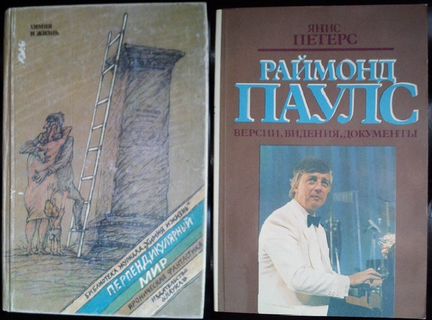 ХИМИЯ
И ЖИЗНЬ
БИБЛИОТЕКА ЖУРНАЛА "ХИМИЯ И ЖИЗНЬ"
ПЕРПЕНДИКУЛЯРНЫЙ
МИР
ЯНИС
ПЕТЕРС
РАЙМОНД
ПАУЛС
ВЕРСИИ, ВИДЕНИЯ, ДОКУМЕНТЫ